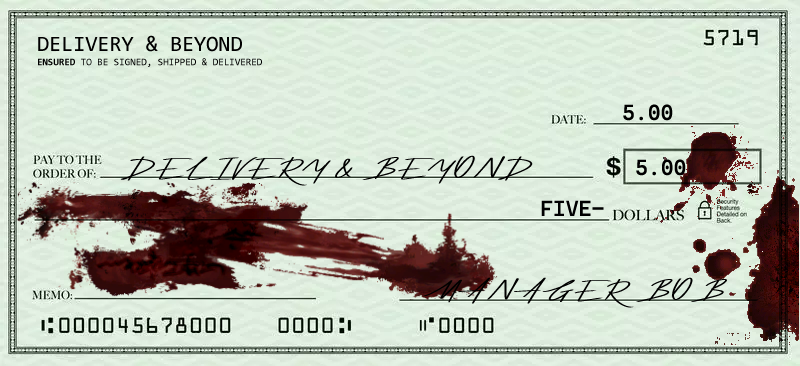 DELIVERY & BEYOND
5719
ENSURED TO BE SIGNED, SHIPPED & DELIVERED
DATE: 5.00
PAY TO THE
ORDER OF: DELIVERY & BEYOND $ 5.00
FIVE- DOLLARS
Security
Features
Detailed on
Back.
MEMO: MANAGER BOB
⑆000045678000 0000⑆ ⑈0000